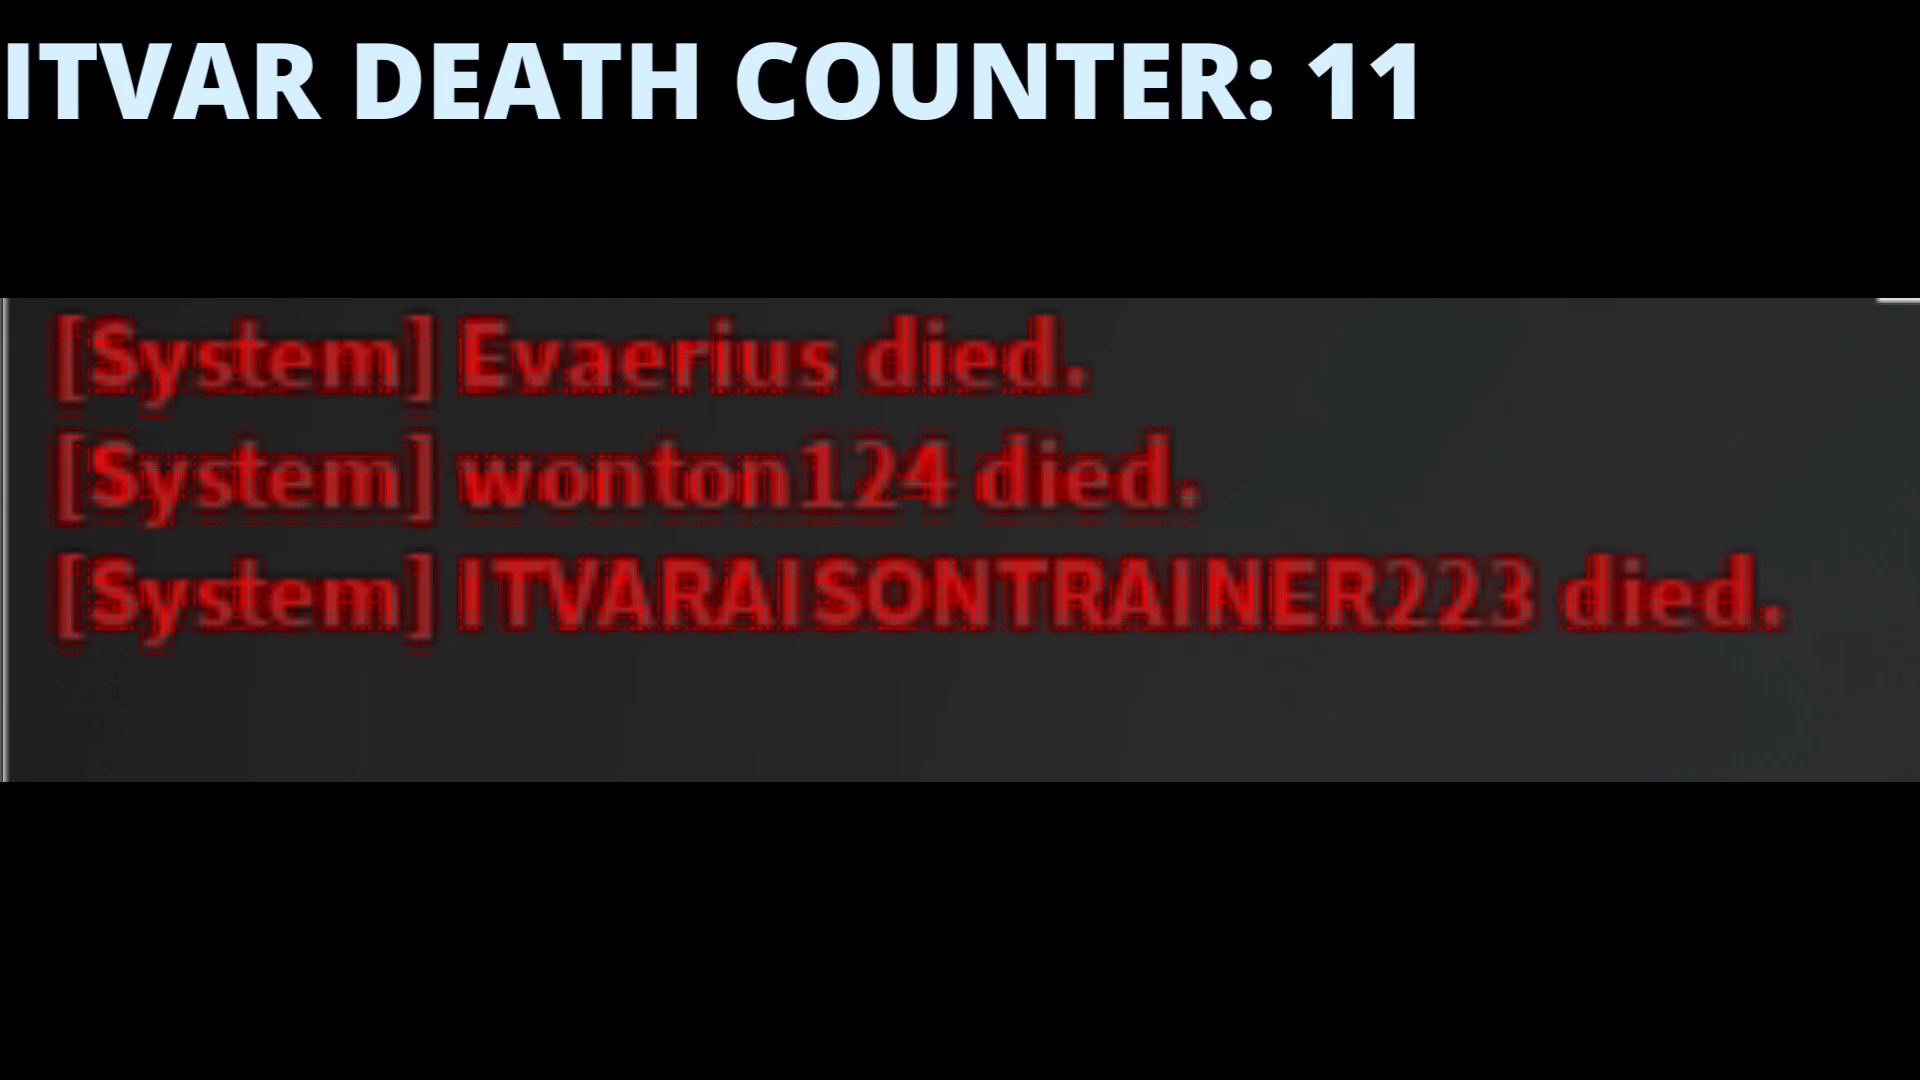 ITVAR DEATH COUNTER: 11
[System] Evaerius died.
[System] wonton124 died.
[System] ITVARAISONTRAINER223 died.